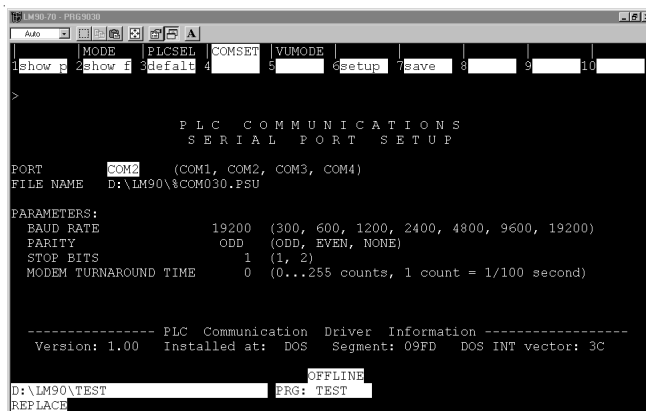 LM90-70 - PRG9030
Auto A
MODE PLCSEL COMSET VUMODE
1show p 2show f 3defalt 4 5 6setup 7save 8 9 10
>
P L C C O M M U N I C A T I O N S
S E R I A L P O R T S E T U P
PORT COM2 (COM1, COM2, COM3, COM4)
FILE NAME D:\LM90\%COM030.PSU
PARAMETERS:
BAUD RATE 19200 (300, 600, 1200, 2400, 4800, 9600, 19200)
PARITY ODD (ODD, EVEN, NONE)
STOP BITS 1 (1, 2)
MODEM TURNAROUND TIME 0 (0...255 counts, 1 count = 1/100 second)
---------------- PLC Communication Driver Information -----------------
Version: 1.00 Installed at: DOS Segment: 09FD DOS INT vector: 3C
OFFLINE
D:\LM90\TEST PRG: TEST
REPLACE